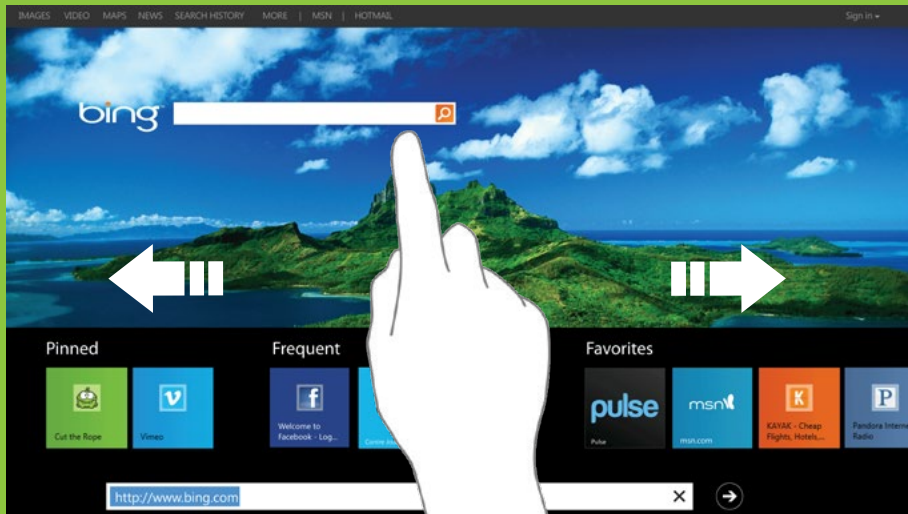 IMAGES VIDEO MAPS NEWS SEARCH HISTORY MORE | MSN | HOTMAIL Sign in
bing
Pinned Frequent Favorites
Cut the Rope
Vimeo
f
Welcome to
Facebook - Log...
pulse
Pulse
msn
msn.com
K
KAYAK - Cheap
Flights, Hotels,...
P
Pandora Interne
Radio
http://www.bing.com